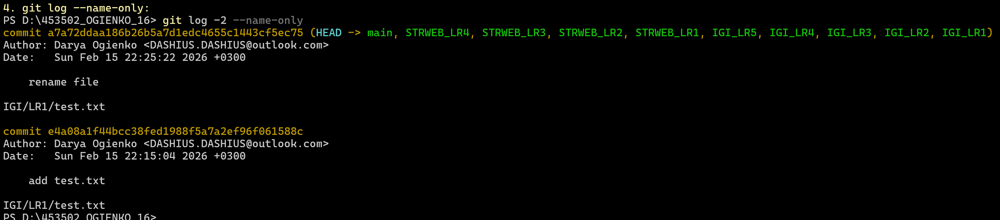 4. git log --name-only:
PS D:\453502_OGIENKO_16> git log -2 --name-only
commit a7a72ddaa186b26b5a7d1edc4655c1443cf5ec75 (HEAD -> main, STRWEB_LR4, STRWEB_LR3, STRWEB_LR2, STRWEB_LR1, IGI_LR5, IGI_LR4, IGI_LR3, IGI_LR2, IGI_LR1)
Author: Darya Ogienko <DASHIUS.DASHIUS@outlook.com>
Date:   Sun Feb 15 22:25:22 2026 +0300
    rename file
IGI/LR1/test.txt
commit e4a08a1f44bcc38fed1988f5a7a2ef96f061588c
Author: Darya Ogienko <DASHIUS.DASHIUS@outlook.com>
Date:   Sun Feb 15 22:15:04 2026 +0300
    add test.txt
IGI/LR1/test.txt
PS D:\453502_OGIENKO_16>